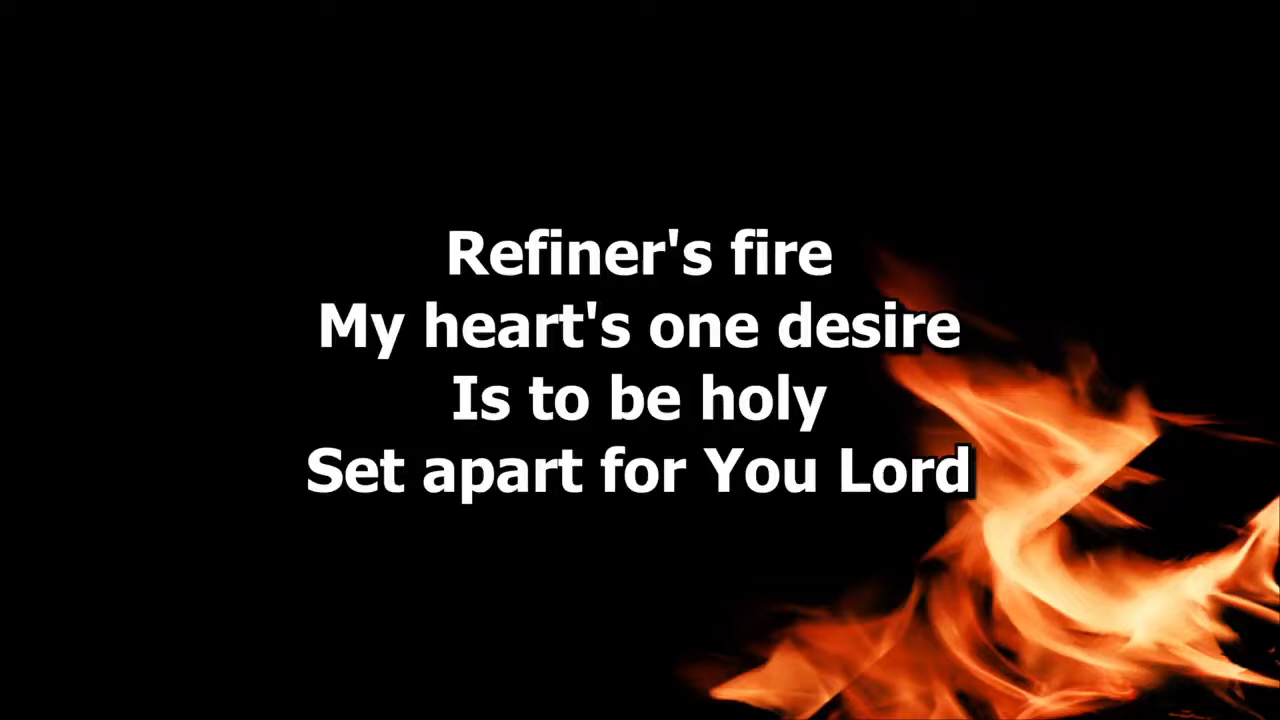 Refiner's fire
My heart's one desire
Is to be holy
Set apart for You Lord